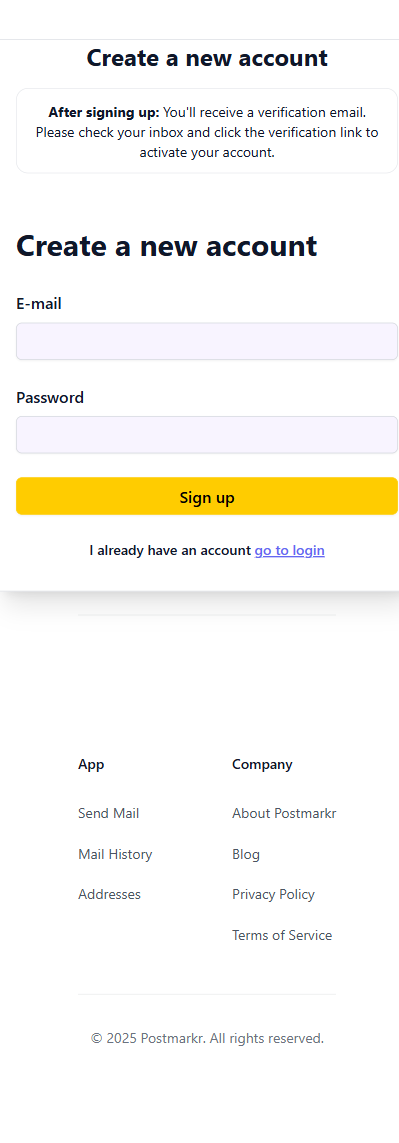 Create a new account
After signing up: You'll receive a verification email.
Please check your inbox and click the verification link to
activate your account.
Create a new account
E-mail
Password
Sign up
I already have an account go to login
App
Send Mail
Mail History
Addresses
Company
About Postmarkr
Blog
Privacy Policy
Terms of Service
© 2025 Postmarkr. All rights reserved.